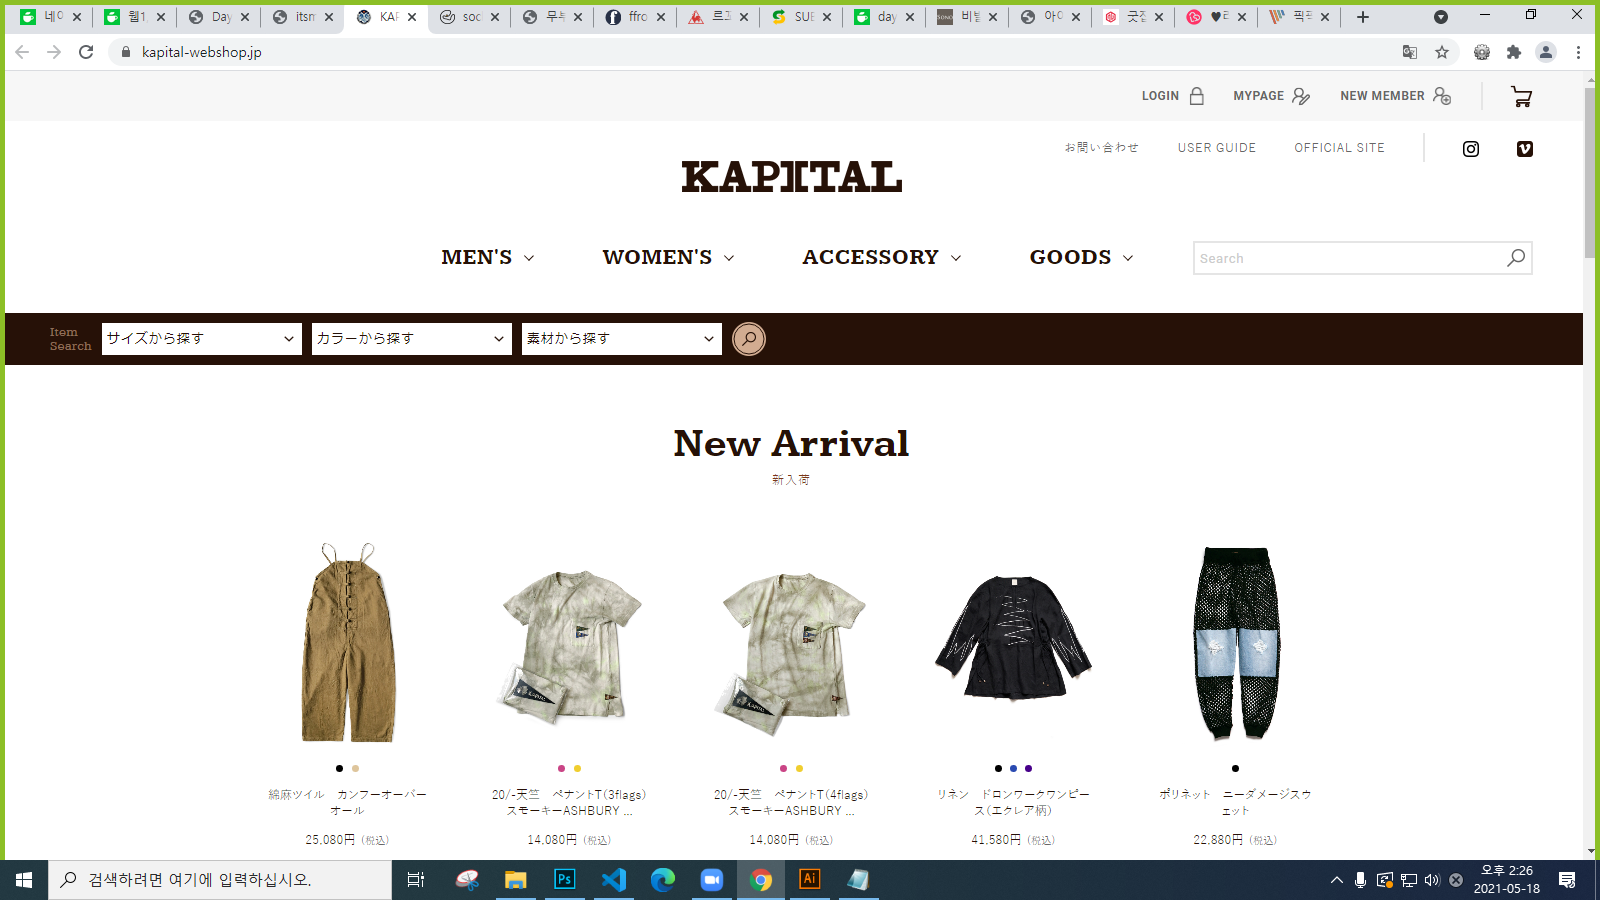 네이
웹1
Day
itsm
KAP
soc
무부
ffro
르꼬
SUE
day
비밥
아이
굿즈
픽픽
kapital-webshop.jp
LOGIN
MYPAGE
NEW MEMBER
お問い合わせ
USER GUIDE
OFFICIAL SITE
KAPITAL
MEN'S
WOMEN'S
ACCESSORY
GOODS
Search
Item
Search
サイズから探す
カラーから探す
素材から探す
New Arrival
新入荷
綿麻ツイル　カンフーオーバー
オール
25,080円 (税込)
20/-天竺　ペナントT(3flags)
スモーキーASHBURY ...
14,080円 (税込)
20/-天竺　ペナントT(4flags)
スモーキーASHBURY ...
14,080円 (税込)
リネン　ドロンワークワンピー
ス(エクレア柄)
41,580円 (税込)
ポリネット　ニーダメージスウ
ェット
22,880円 (税込)
검색하려면 여기에 입력하십시오.
Ps
Ai
오후 2:26
2021-05-18